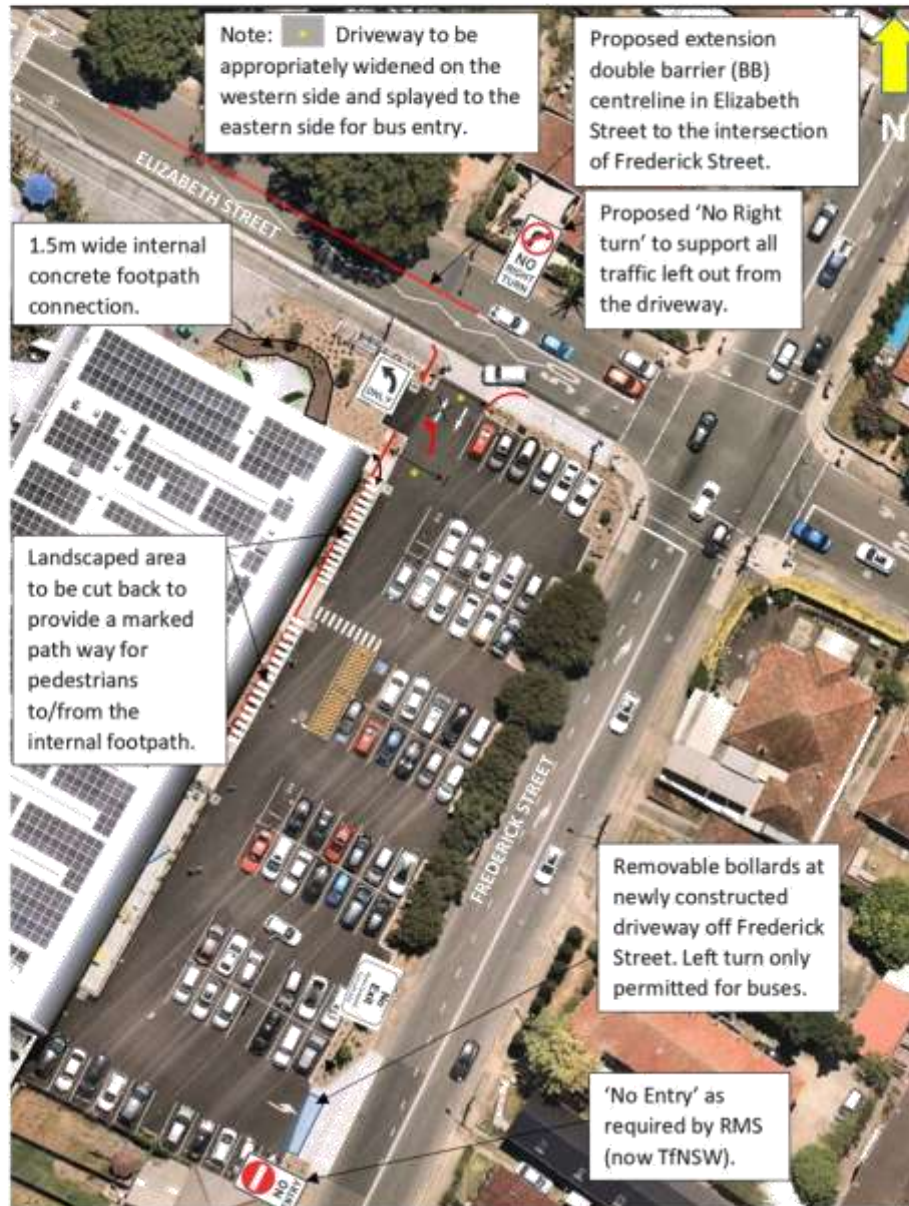 Note: Driveway to be
appropriately widened on the
western side and splayed to the
eastern side for bus entry.
Proposed extension
double barrier (BB)
centreline in Elizabeth
Street to the intersection
of Frederick Street.
N
ELIZABETH STREET
1.5m wide internal
concrete footpath
connection.
NO
RIGHT
TURN
Proposed 'No Right
turn' to support all
traffic left out from
the driveway.
ONLY
Landscaped area
to be cut back to
provide a marked
path way for
pedestrians
to/from the
internal footpath.
FREDERICK STREET
Removable bollards at
newly constructed
driveway off Frederick
Street. Left turn only
permitted for buses.
No
Exit
'No Entry' as
required by RMS
(now TfNSW).
NO
ENTRY